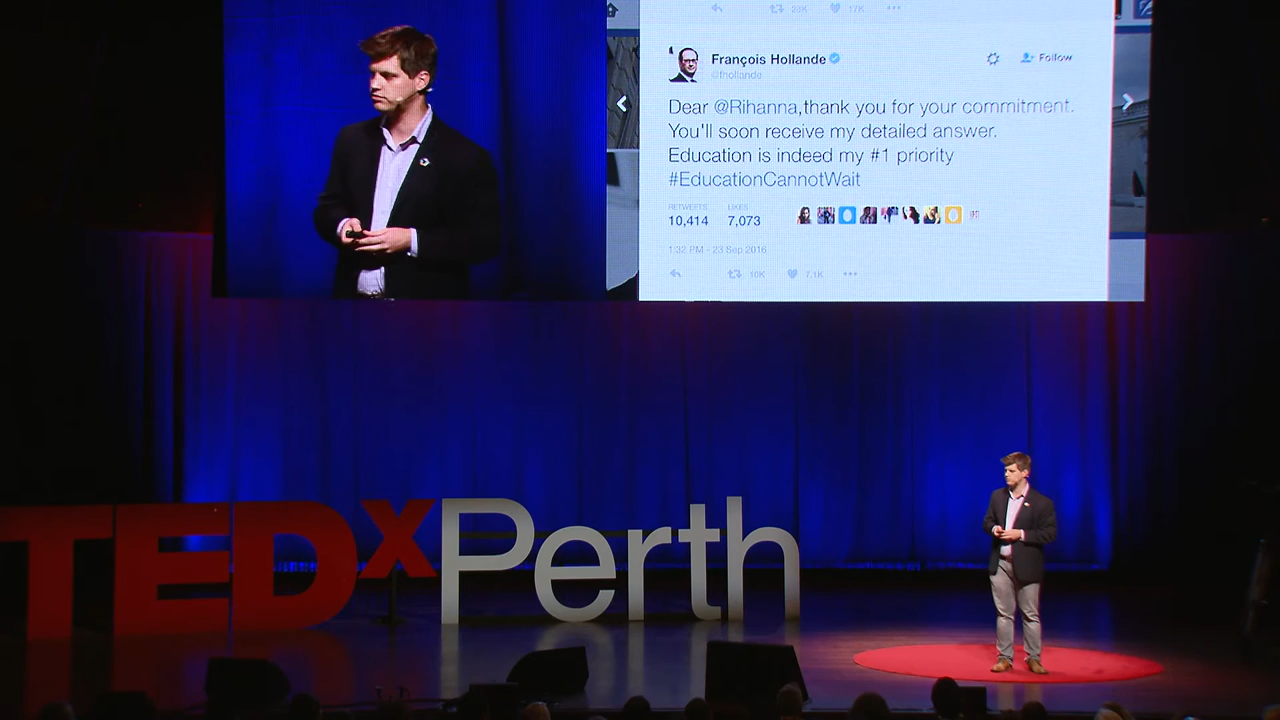 23K 17K
François Hollande
@fhollande
Follow
Dear @Rihanna,thank you for your commitment.
You'll soon receive my detailed answer.
Education is indeed my #1 priority
#EducationCannotWait
RETWEETS LIKES
10,414 7,073
1:32 PM - 23 Sep 2016
10K 7.1K
TEDxPerth